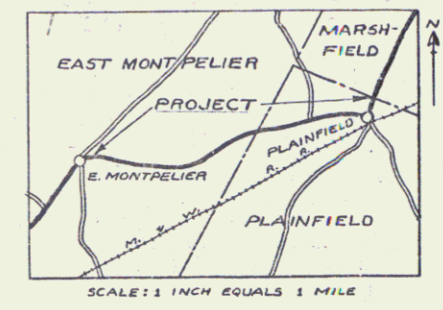 MARSH-
FIELD
N
EAST MONTPELIER
PROJECT
PLAINFIELD
E. MONTPELIER
M. & W. R. R.
PLAINFIELD
SCALE: 1 INCH EQUALS 1 MILE